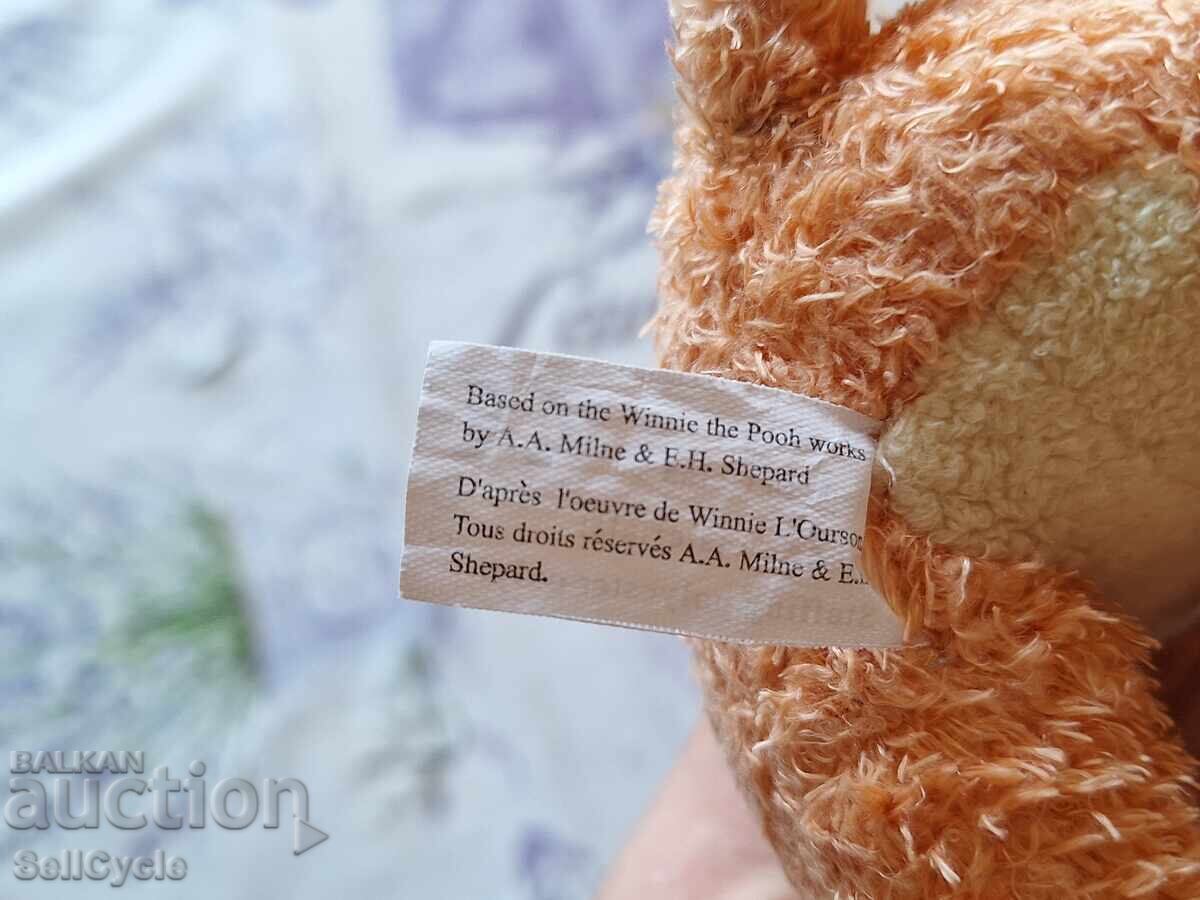 Based on the Winnie the Pooh works
by A.A. Milne & E.H. Shepard
D'après l'oeuvre de Winnie L'Ourson
Tous droits réservés A.A. Milne & E.
Shepard.
BALKAN
auction
SellCycle